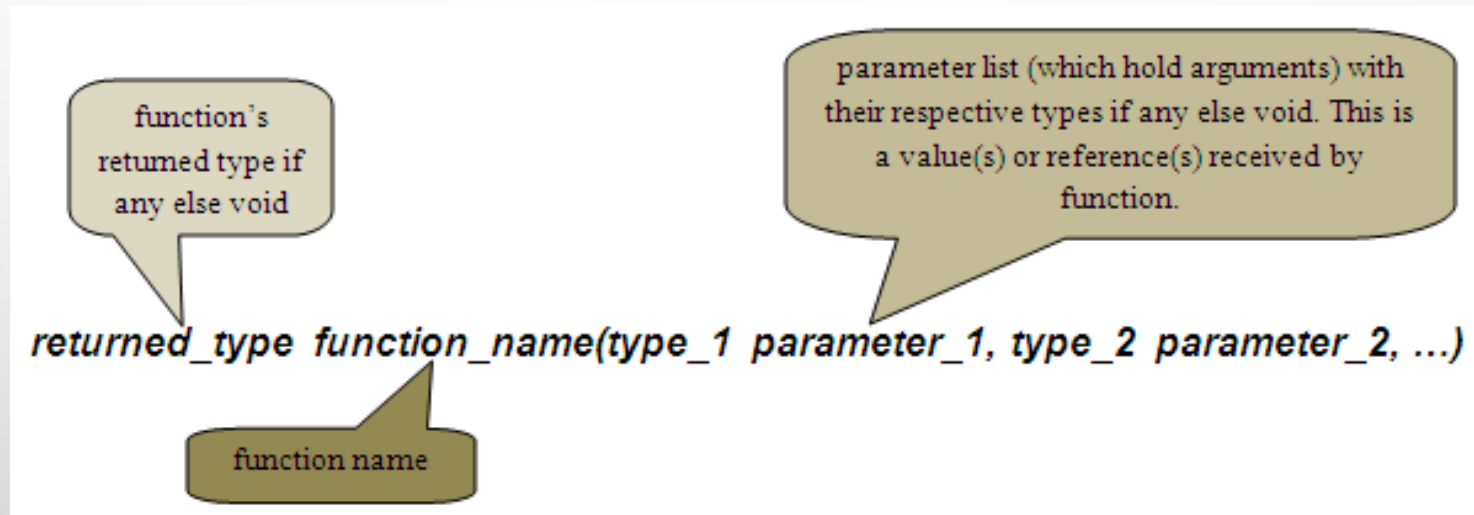 function's
returned type if
any else void
parameter list (which hold arguments) with
their respective types if any else void. This is
a value(s) or reference(s) received by
function.
returned_type function_name(type_1 parameter_1, type_2 parameter_2, ...)
function name